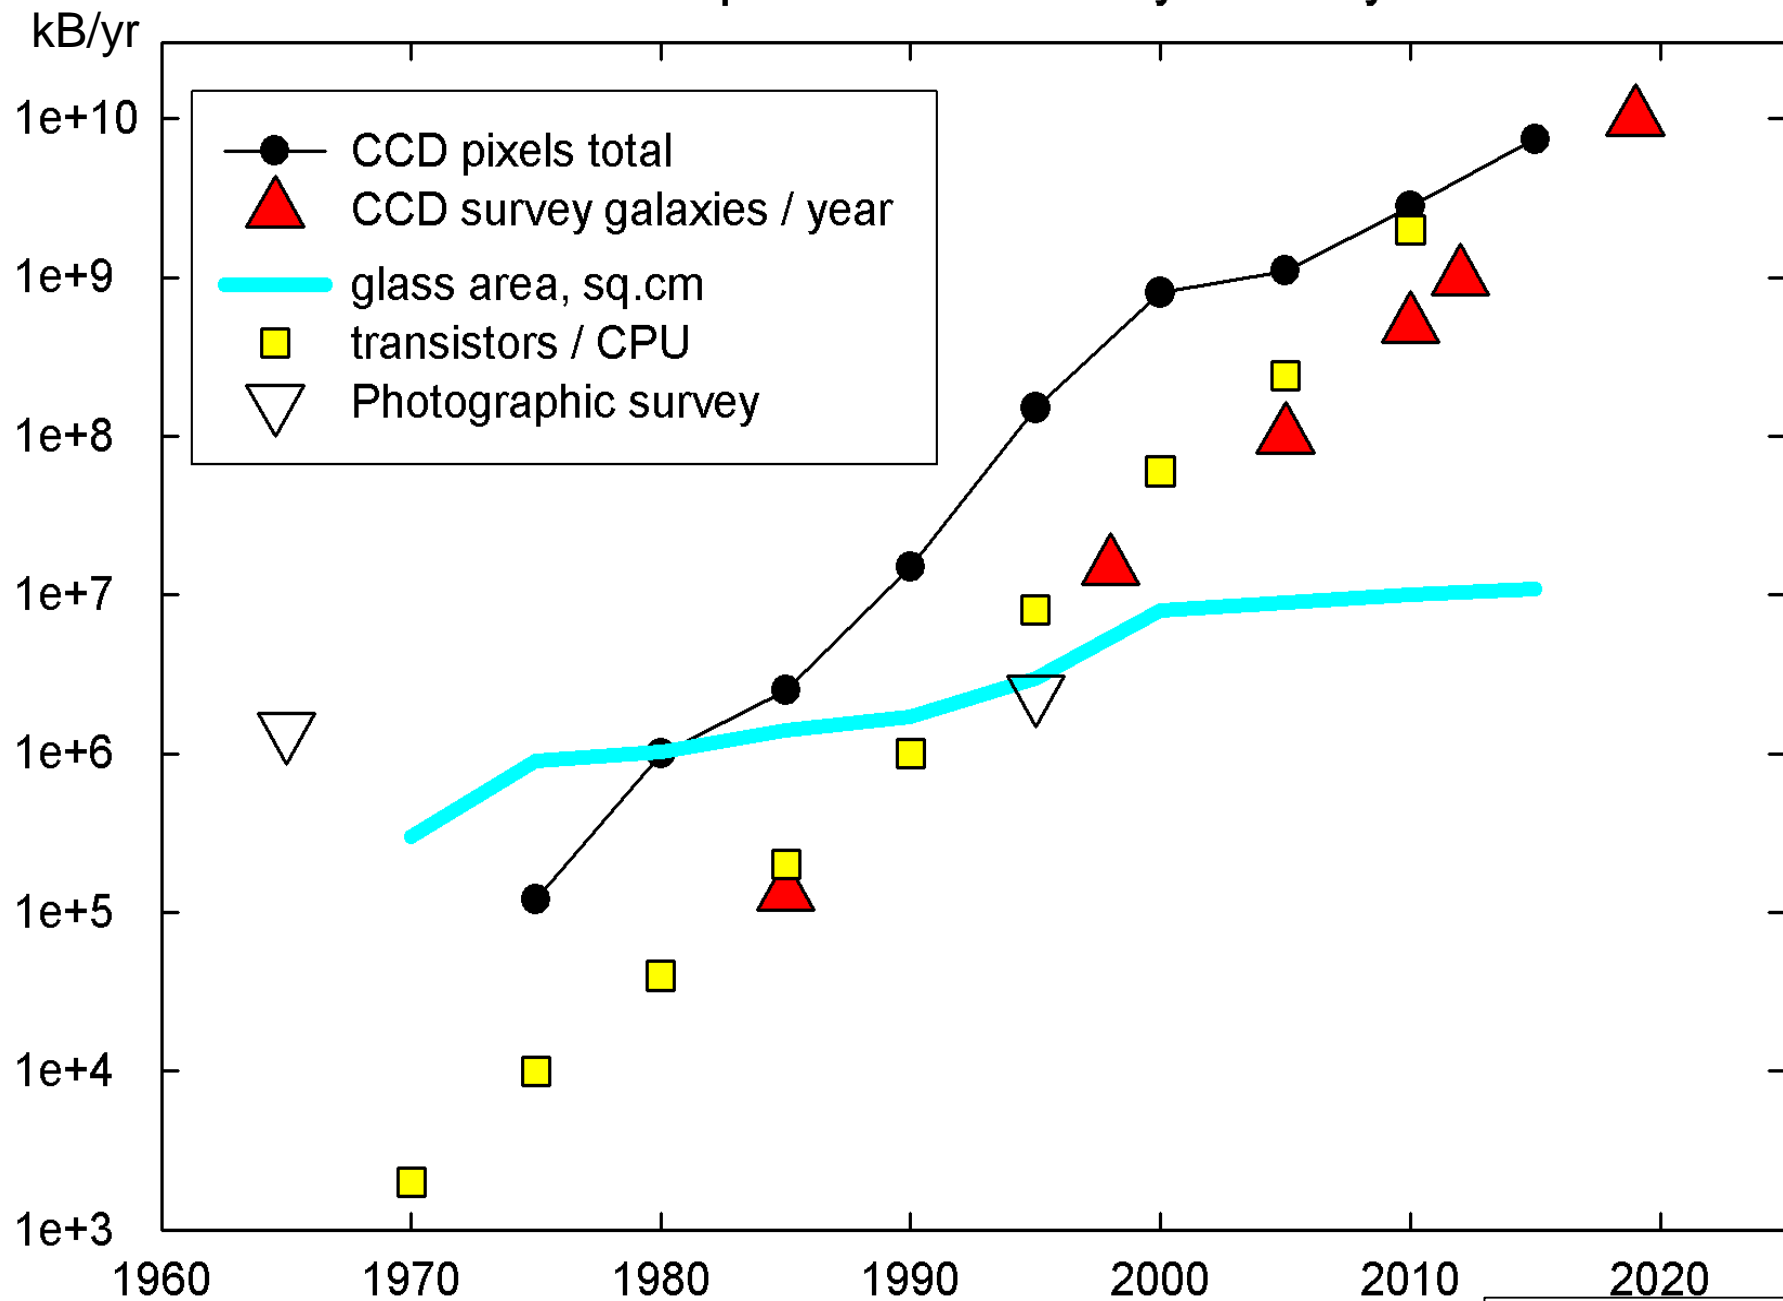 kB/yr
1e+10
1e+9
1e+8
1e+7
1e+6
1e+5
1e+4
1e+3
CCD pixels total
CCD survey galaxies / year
glass area, sq.cm
transistors / CPU
Photographic survey
1960 1970 1980 1990 2000 2010 2020